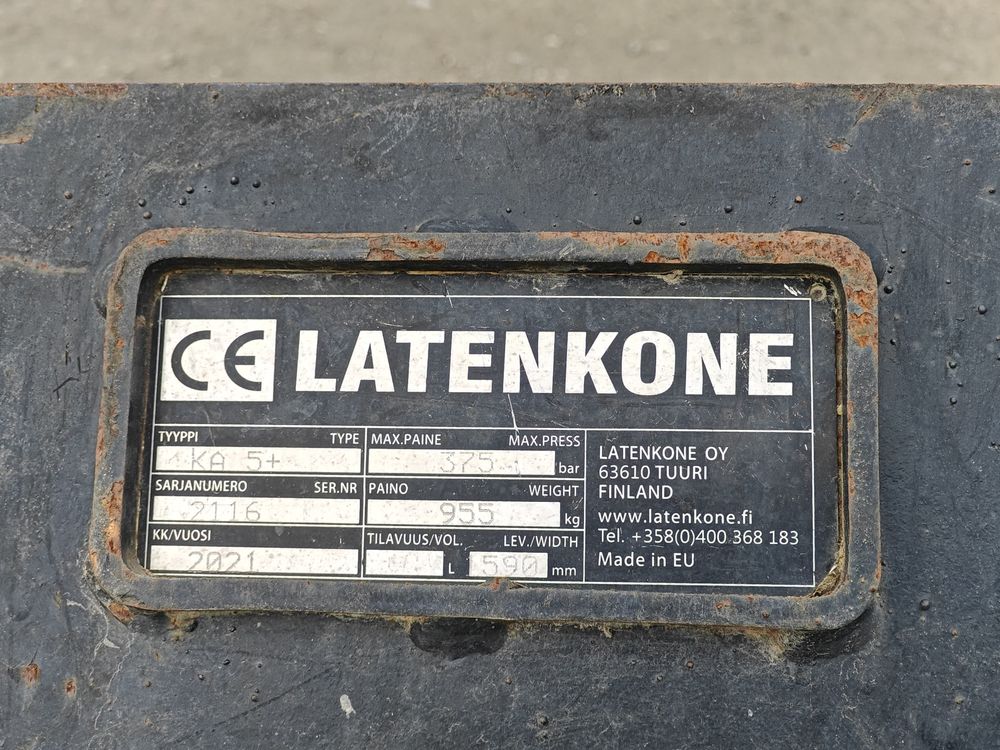 CE LATENKONE
TYYPPI TYPE
KA 5+
SARJANUMERO SER.NR
2116
KK/VUOSI
2021
MAX.PAINE MAX.PRESS
375 bar
PAINO WEIGHT
955 kg
TILAVUUS/VOL. LEV./WIDTH
L 590 mm
LATENKONE OY
63610 TUURI
FINLAND
www.latenkone.fi
Tel. +358(0)400 368 183
Made in EU